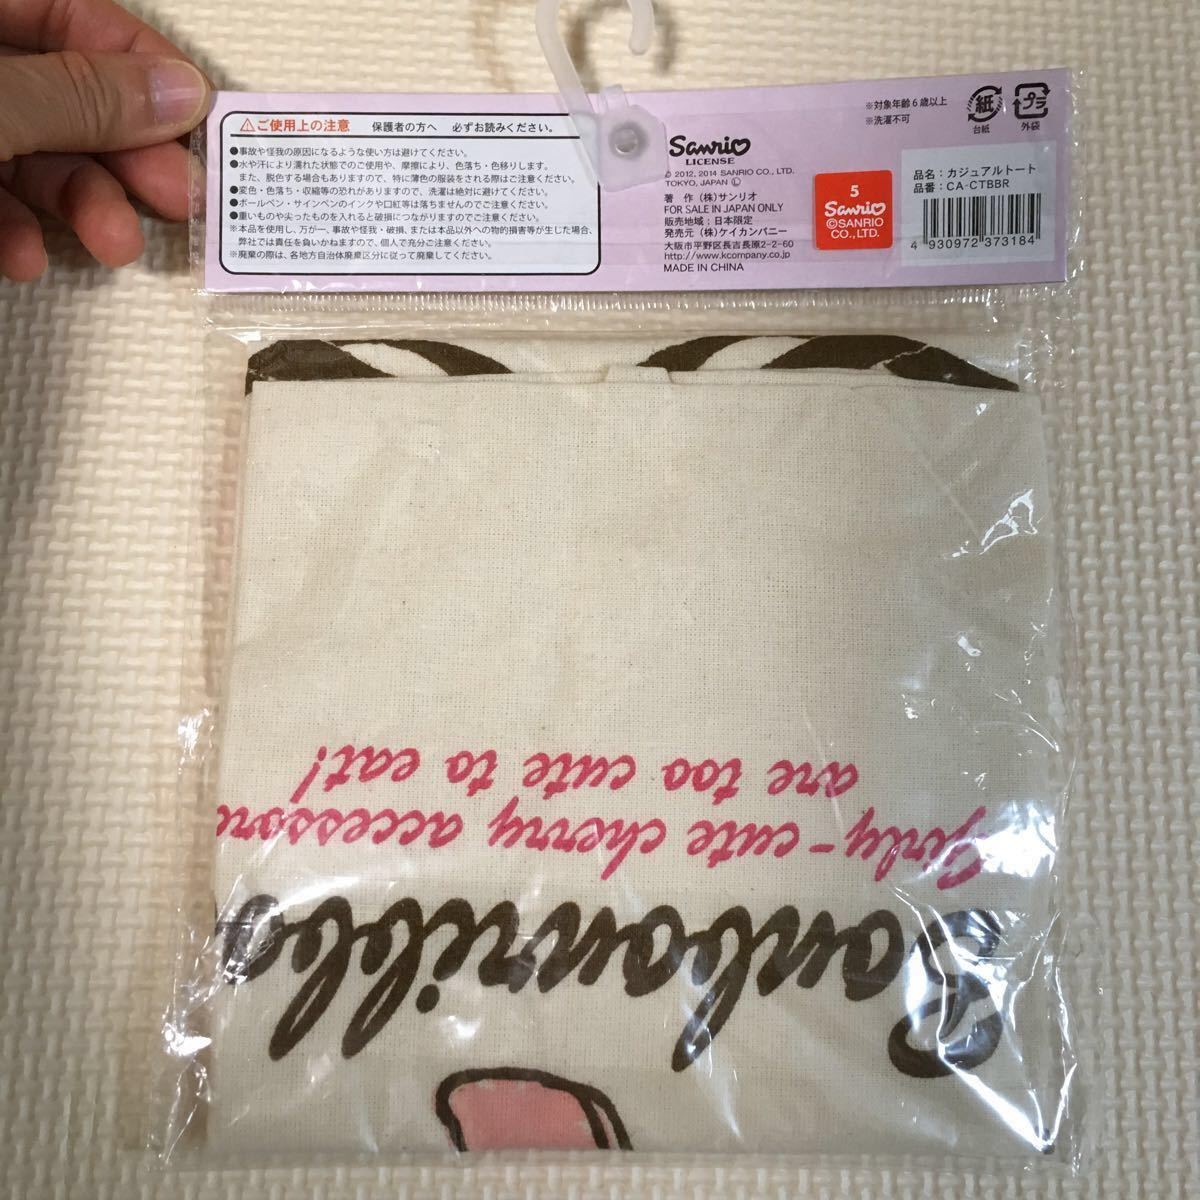 ⚠ご使用上の注意 保護者の方へ 必ずお読みください。
●事故や怪我の原因になるような使い方は避けてください。
●水や汗により濡れた状態でのご使用や、摩擦により、色落ち・色移りします。
また、脱色する場合もありますので、特に薄色の服装をされる際はご注意ください。
●変色・色落ち・収縮等の恐れがありますので、洗濯は絶対に避けてください。
●ボールペン・サインペンのインクや口紅等は落ちませんのでご注意ください。
●重いものや尖ったものを入れると破損につながりますのでご注意ください。
※本品を使用し、万が一、事故や怪我・破損、または本品以外への物的損害等が生じた場合、
弊社では責任を負いかねますので、個人で充分ご注意ください。
※廃棄の際は、各地方自治体廃棄区分に従って廃棄してください。
Sanrio
LICENSE
© 2012, 2014 SANRIO CO., LTD.
TOKYO, JAPAN Ⓛ
著 作 (株)サンリオ
FOR SALE IN JAPAN ONLY
販売地域:日本限定
発売元(株)ケイカンパニー
大阪市平野区長吉長原2-2-60
http://www.kcompany.co.jp
MADE IN CHINA
5
Sanrio
©SANRIO
CO., LTD.
※対象年齢6歳以上
※洗濯不可
紙
台紙
プラ
外袋
品名:カジュアルトート
品番:CA-CTBBR
4 930972 373184
Bonbonribbo
Girly-cute cherry accessor
are too cute to eat!